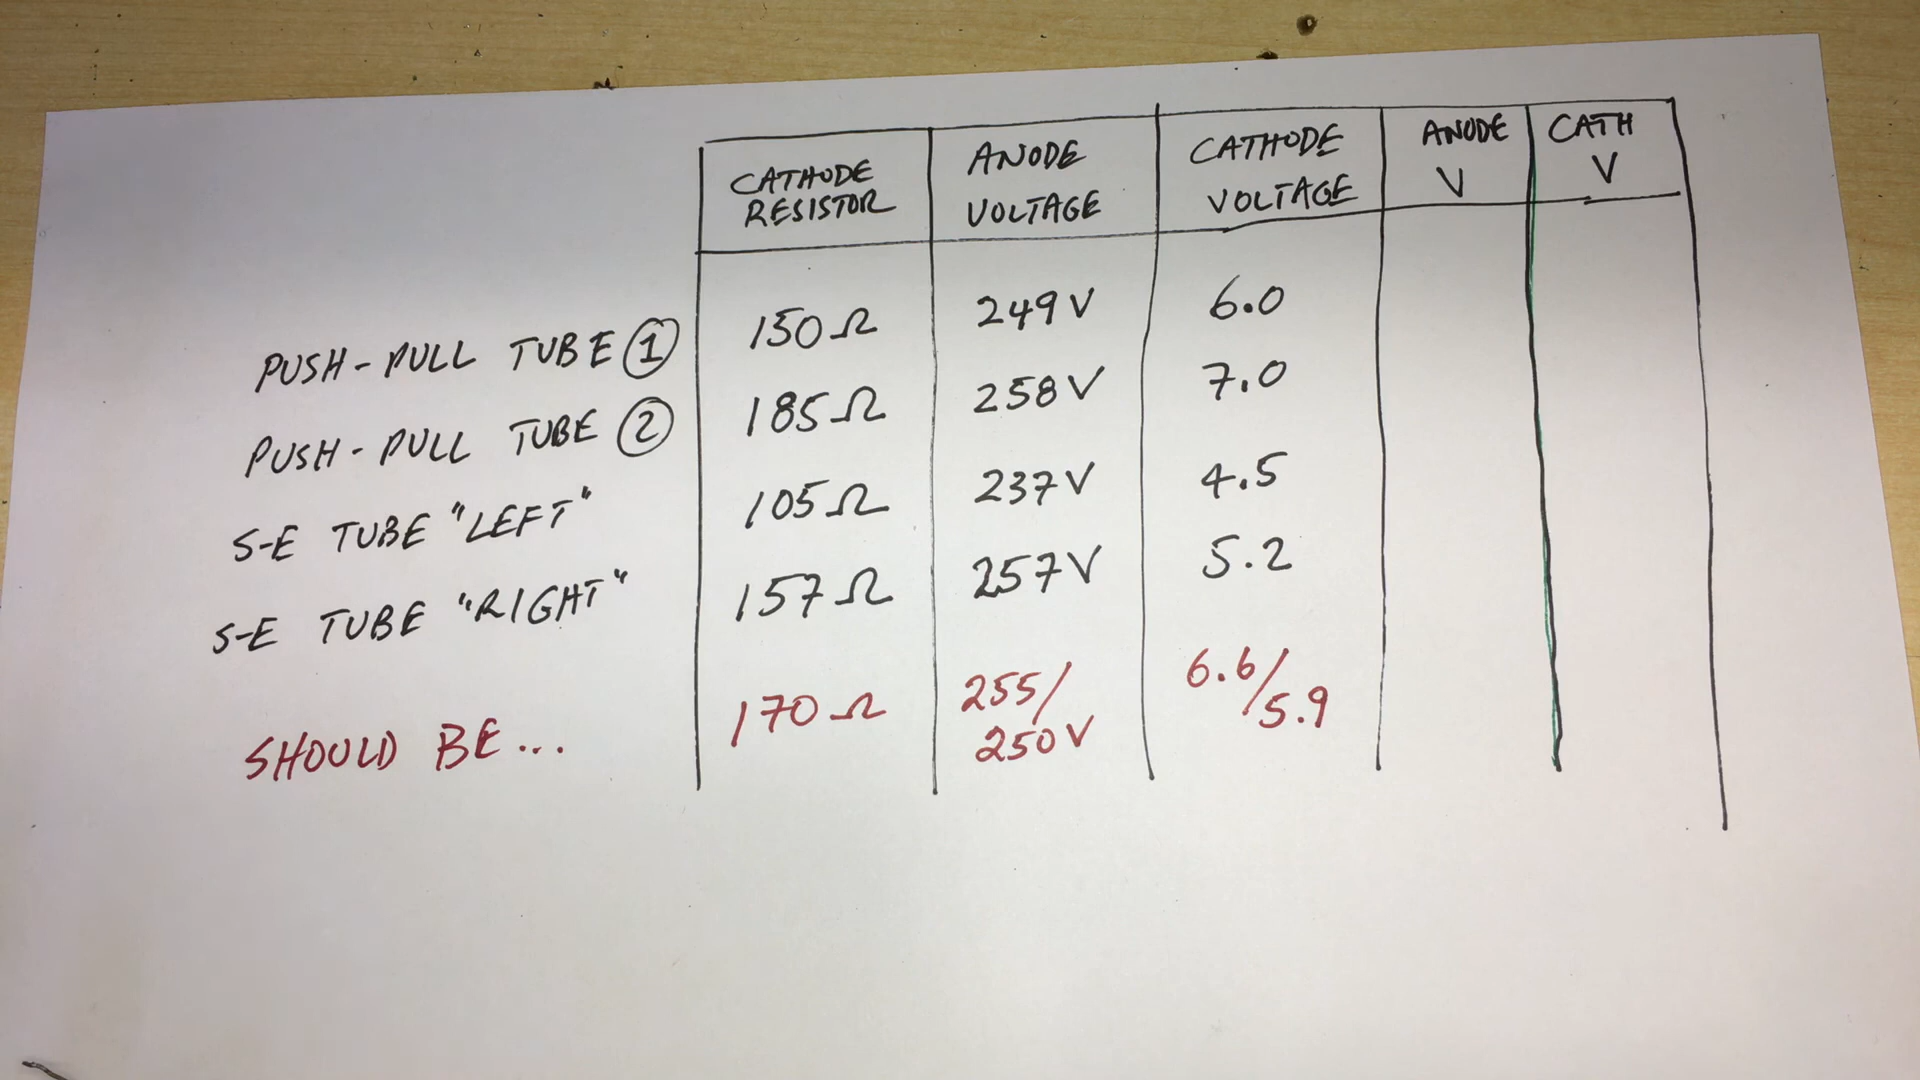 CATHODE RESISTOR ANODE VOLTAGE CATHODE VOLTAGE ANODE V CATH V
PUSH-PULL TUBE 1 150Ω 249V 6.0
PUSH-PULL TUBE 2 185Ω 258V 7.0
S-E TUBE "LEFT" 105Ω 237V 4.5
S-E TUBE "RIGHT" 157Ω 257V 5.2
SHOULD BE... 170Ω 255/250V 6.6/5.9